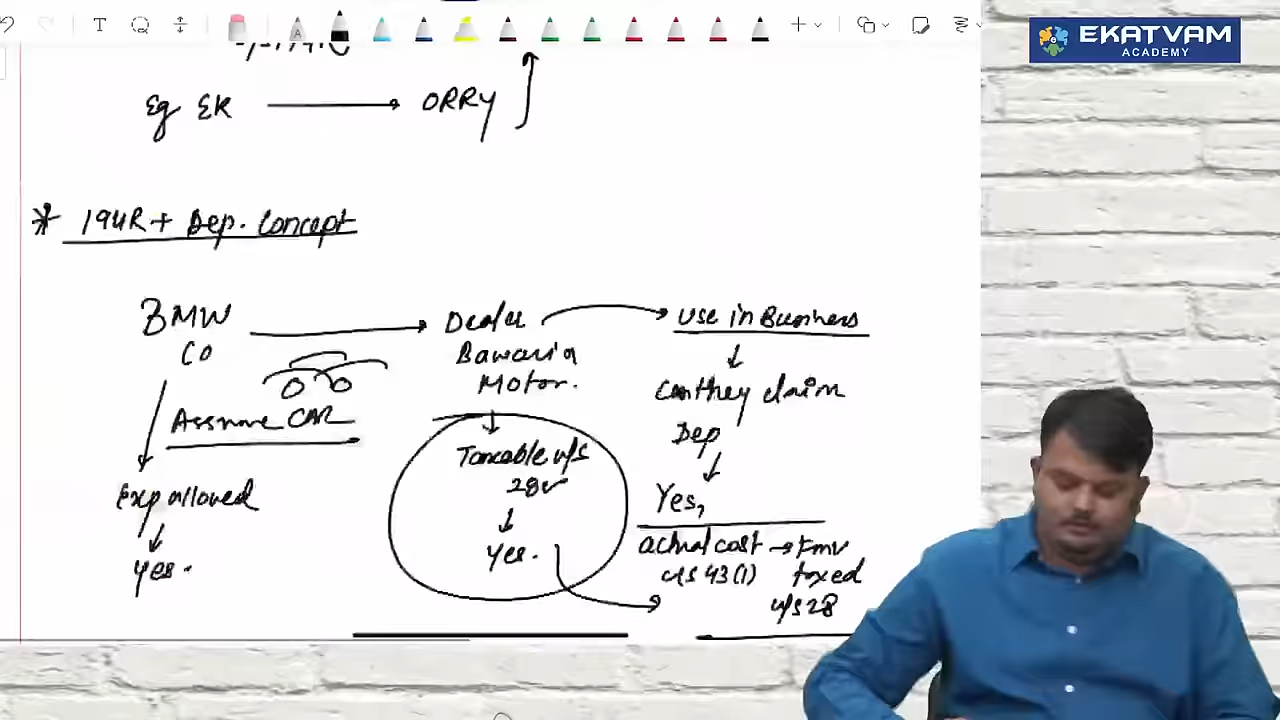 EKATVAM
ACADEMY
Eg EK → ORRY
* 194R + Dep. Concept
BMW → Dealer → Use in Business
CO
Bawaria
Motor.
Can they claim
Assume CAR
Dep
Taxable u/s
28iv
Exp allowed
Yes,
Yes.
Yes.
actual cost → FMV
u/s 43(1) taxed
u/s 28